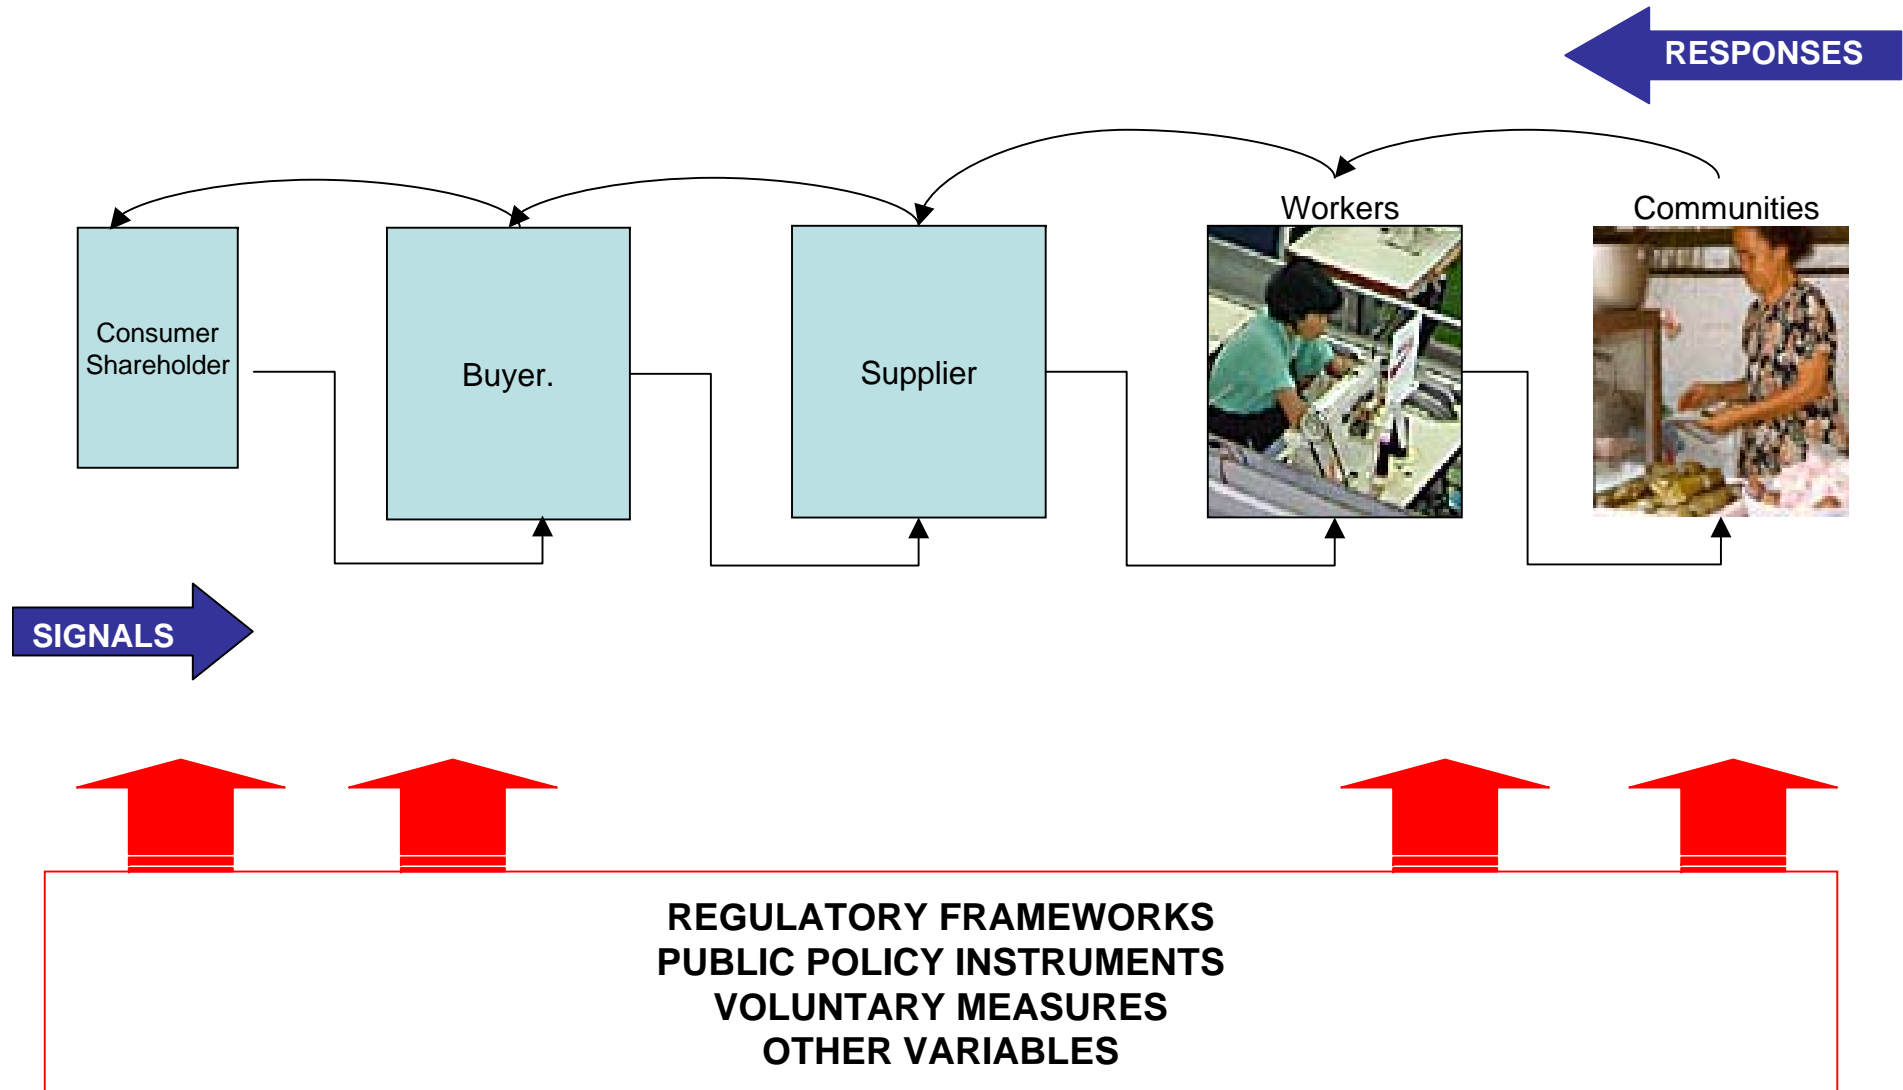 RESPONSES
Workers
Communities
Consumer
Shareholder
Buyer.
Supplier
SIGNALS
REGULATORY FRAMEWORKS
PUBLIC POLICY INSTRUMENTS
VOLUNTARY MEASURES
OTHER VARIABLES